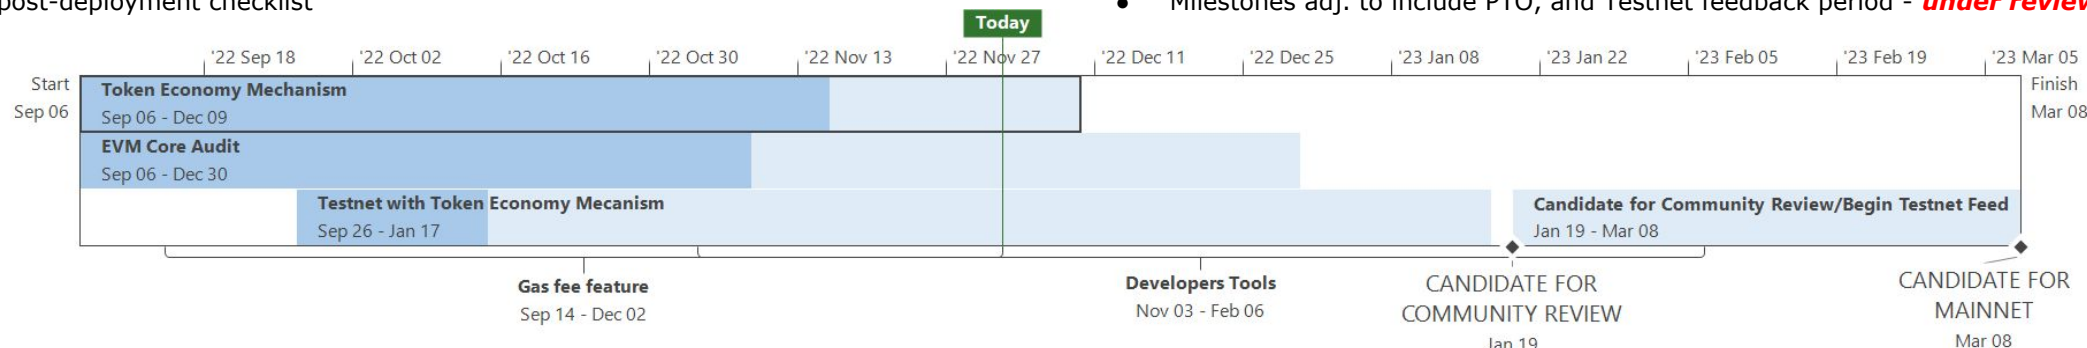 post-deployment checklist
● Milestones adj. to include PTO, and Testnet feedback period - under review
Today
'22 Sep 18 '22 Oct 02 '22 Oct 16 '22 Oct 30 '22 Nov 13 '22 Nov 27 '22 Dec 11 '22 Dec 25 '23 Jan 08 '23 Jan 22 '23 Feb 05 '23 Feb 19 '23 Mar 05
Start
Sep 06
Token Economy Mechanism
Sep 06 - Dec 09
Finish
Mar 08
EVM Core Audit
Sep 06 - Dec 30
Testnet with Token Economy Mecanism
Sep 26 - Jan 17
Candidate for Community Review/Begin Testnet Feed
Jan 19 - Mar 08
Gas fee feature
Sep 14 - Dec 02
Developers Tools
Nov 03 - Feb 06
CANDIDATE FOR
COMMUNITY REVIEW
Jan 19
CANDIDATE FOR
MAINNET
Mar 08